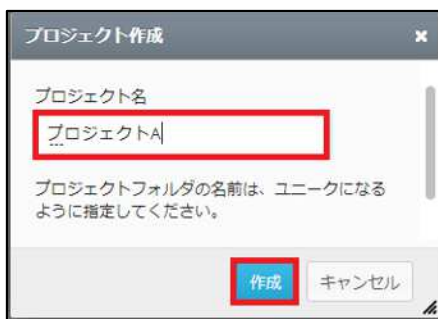 プロジェクト作成
プロジェクト名
プロジェクトA
プロジェクトフォルダの名前は、ユニークになる
ように指定してください。
作成 キャンセル